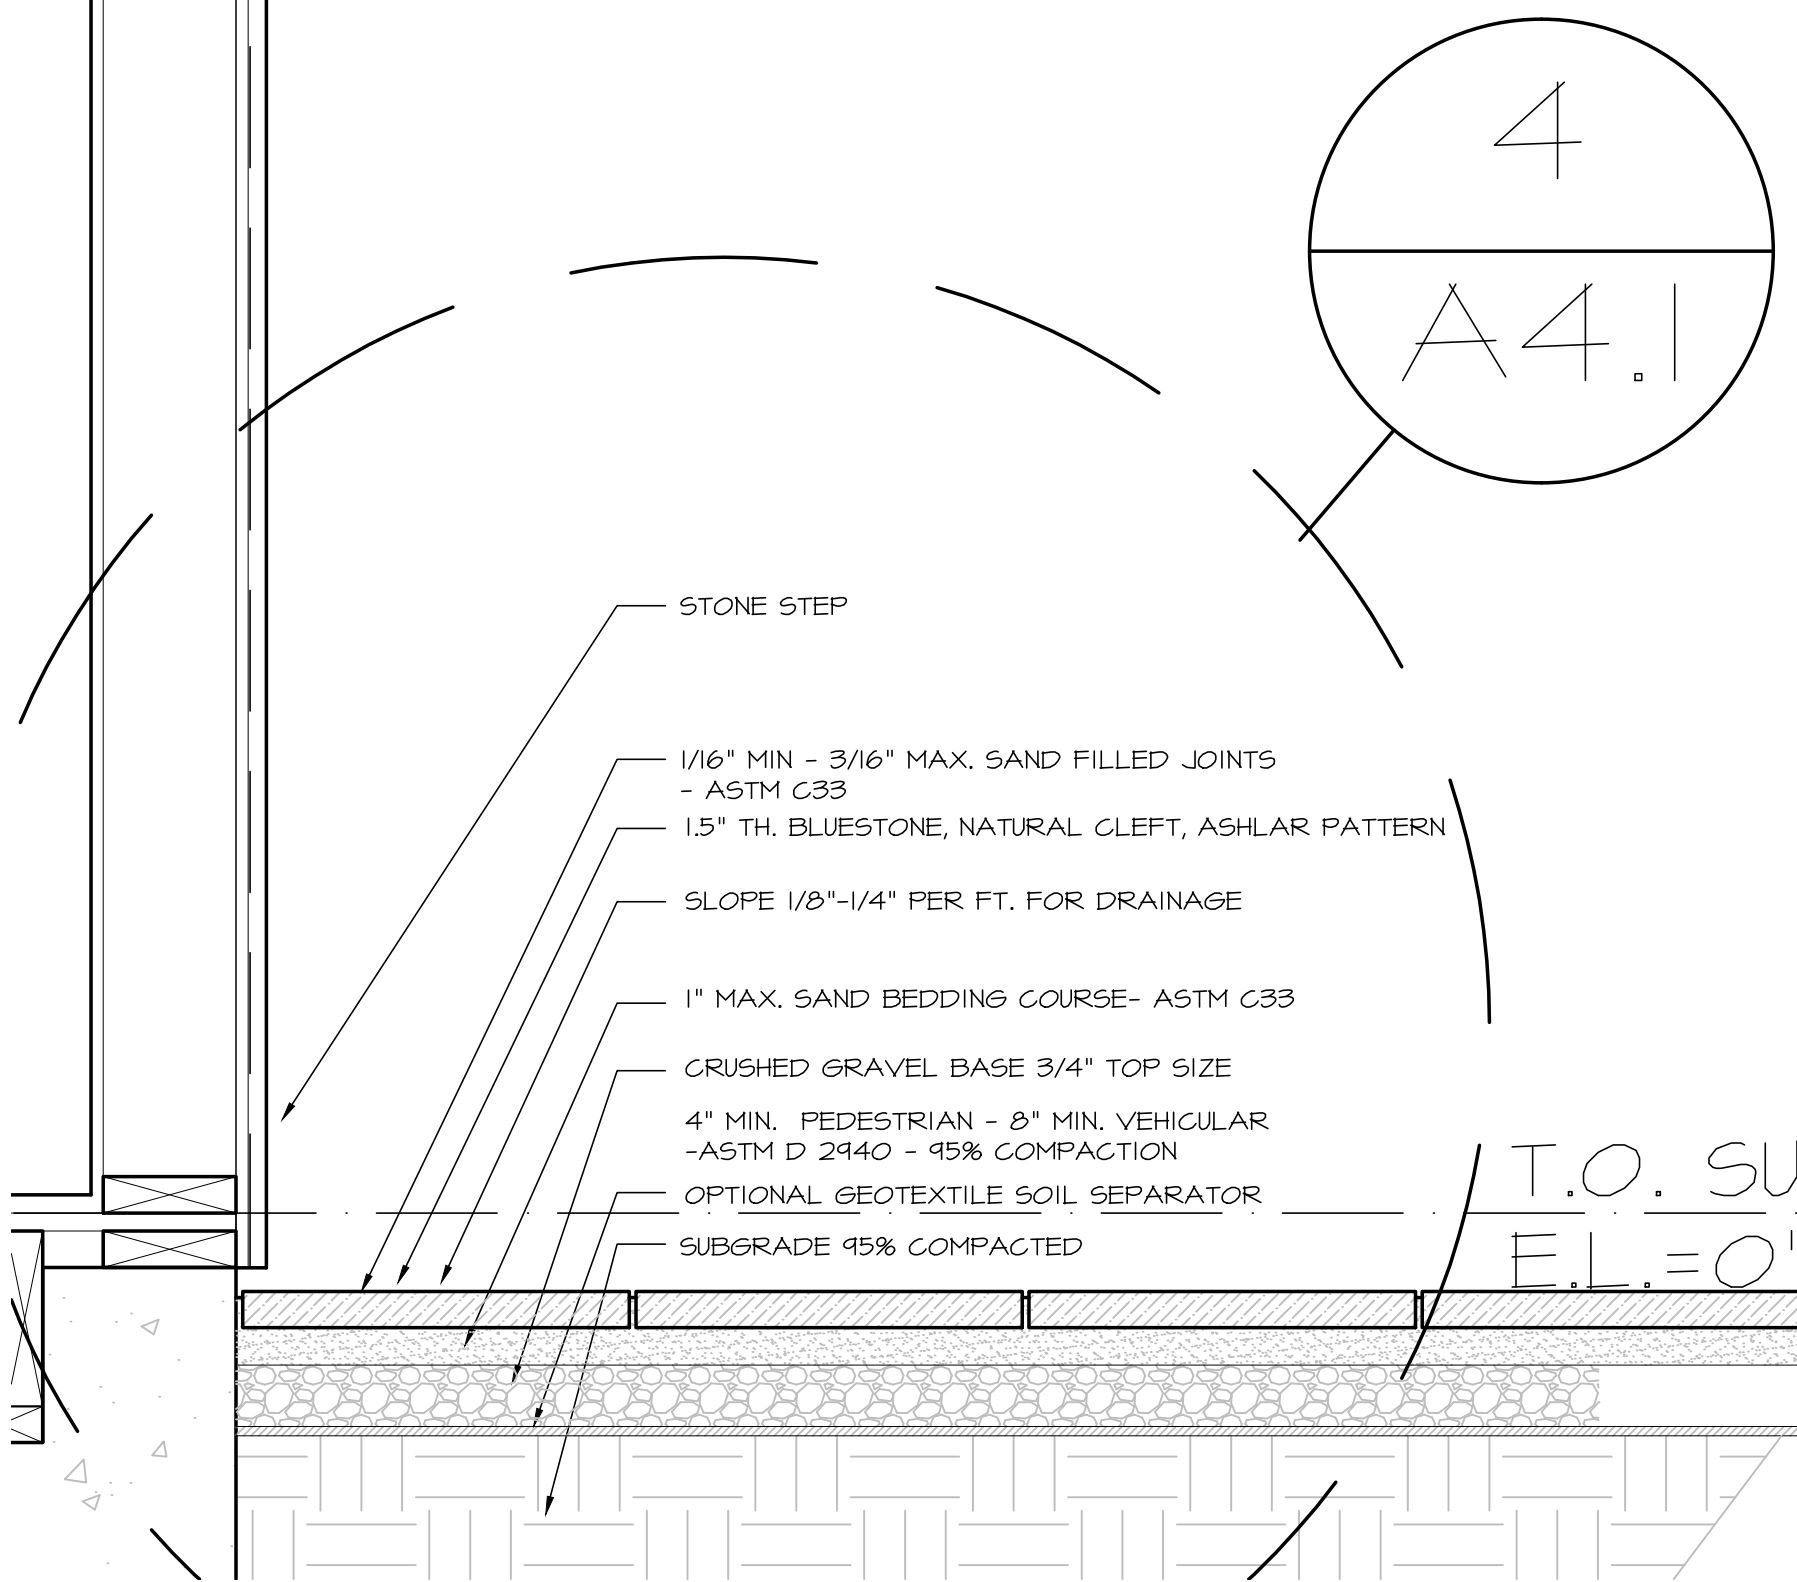 4
A4.1
STONE STEP
1/16" MIN - 3/16" MAX. SAND FILLED JOINTS
- ASTM C33
1.5" TH. BLUESTONE, NATURAL CLEFT, ASHLAR PATTERN
SLOPE 1/8"-1/4" PER FT. FOR DRAINAGE
1" MAX. SAND BEDDING COURSE- ASTM C33
CRUSHED GRAVEL BASE 3/4" TOP SIZE
4" MIN. PEDESTRIAN - 8" MIN. VEHICULAR
-ASTM D 2940 - 95% COMPACTION
T.O.
OPTIONAL GEOTEXTILE SOIL SEPARATOR
SUBGRADE 95% COMPACTED
E.L.=0'